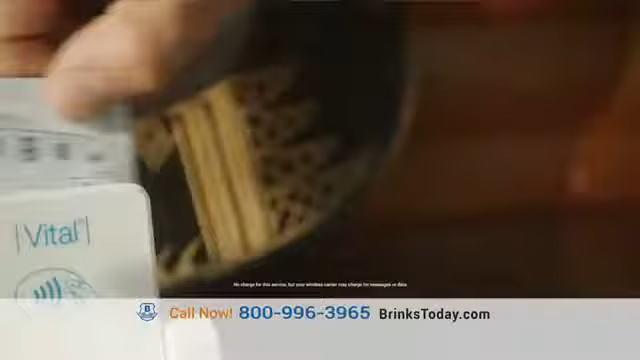 |Vital|
No charge for this service, but your wireless carrier may charge for messages or data.
Call Now! 800-996-3965 BrinksToday.com